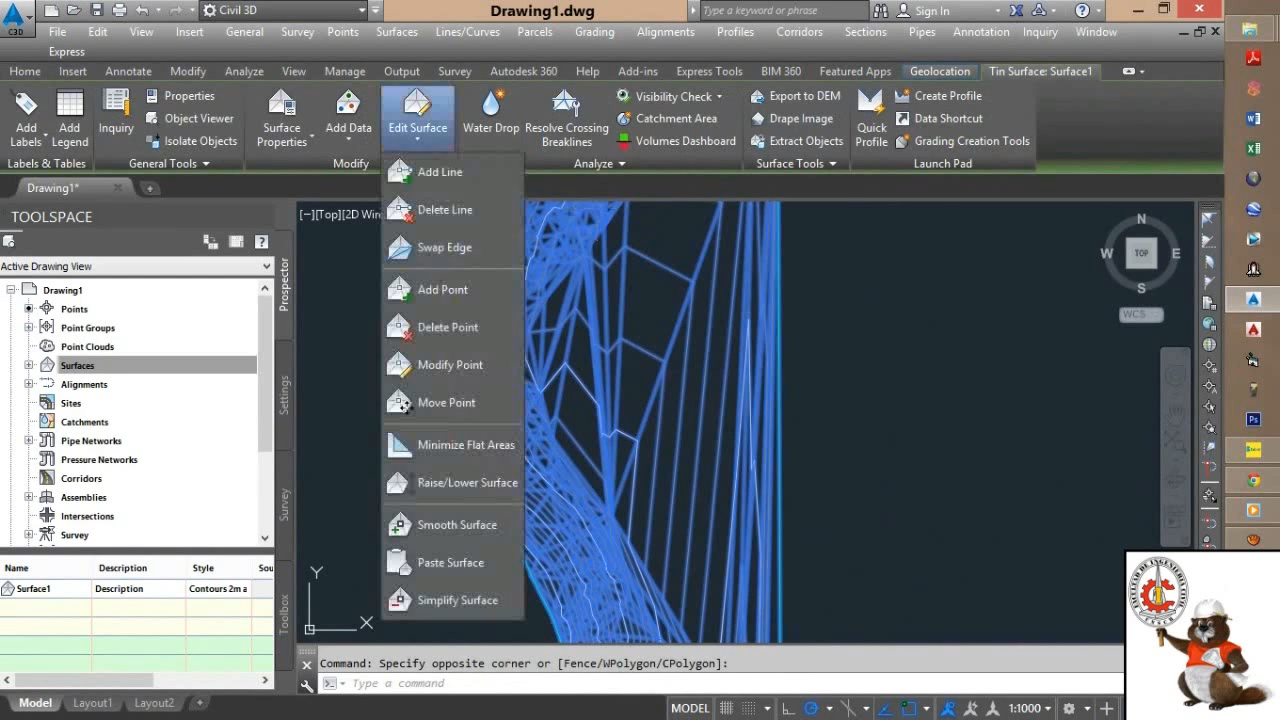 Civil 3D
Drawing1.dwg
Type a keyword or phrase
Sign In
C3D
File Edit View Insert General Survey Points Surfaces Lines/Curves Parcels Grading Alignments Profiles Corridors Sections Pipes Annotation Inquiry Window
Express
Home Insert Annotate Modify Analyze View Manage Output Survey Autodesk 360 Help Add-ins Express Tools BIM 360 Featured Apps Geolocation Tin Surface: Surface1
Add Labels
Add Legend
Labels & Tables
Inquiry
Properties
Object Viewer
Isolate Objects
General Tools
Surface Properties
Add Data
Edit Surface
Modify
Water Drop
Resolve Crossing Breaklines
Visibility Check
Catchment Area
Volumes Dashboard
Analyze
Export to DEM
Drape Image
Extract Objects
Surface Tools
Quick Profile
Create Profile
Data Shortcut
Grading Creation Tools
Launch Pad
Add Line
Delete Line
Swap Edge
Add Point
Delete Point
Modify Point
Move Point
Minimize Flat Areas
Raise/Lower Surface
Smooth Surface
Paste Surface
Simplify Surface
Drawing1*
TOOLSPACE
Active Drawing View
Drawing1
Points
Point Groups
Point Clouds
Surfaces
Alignments
Sites
Catchments
Pipe Networks
Pressure Networks
Corridors
Assemblies
Intersections
Survey
Prospector
Settings
Survey
Toolbox
Name Description Style Sou
Surface1 Description Contours 2m a
[−][Top][2D Wir
N
W TOP E
S
WCS
Y
X
Command: Specify opposite corner or [Fence/WPolygon/CPolygon]:
Type a command
Model Layout1 Layout2
MODEL
1:1000
Ps